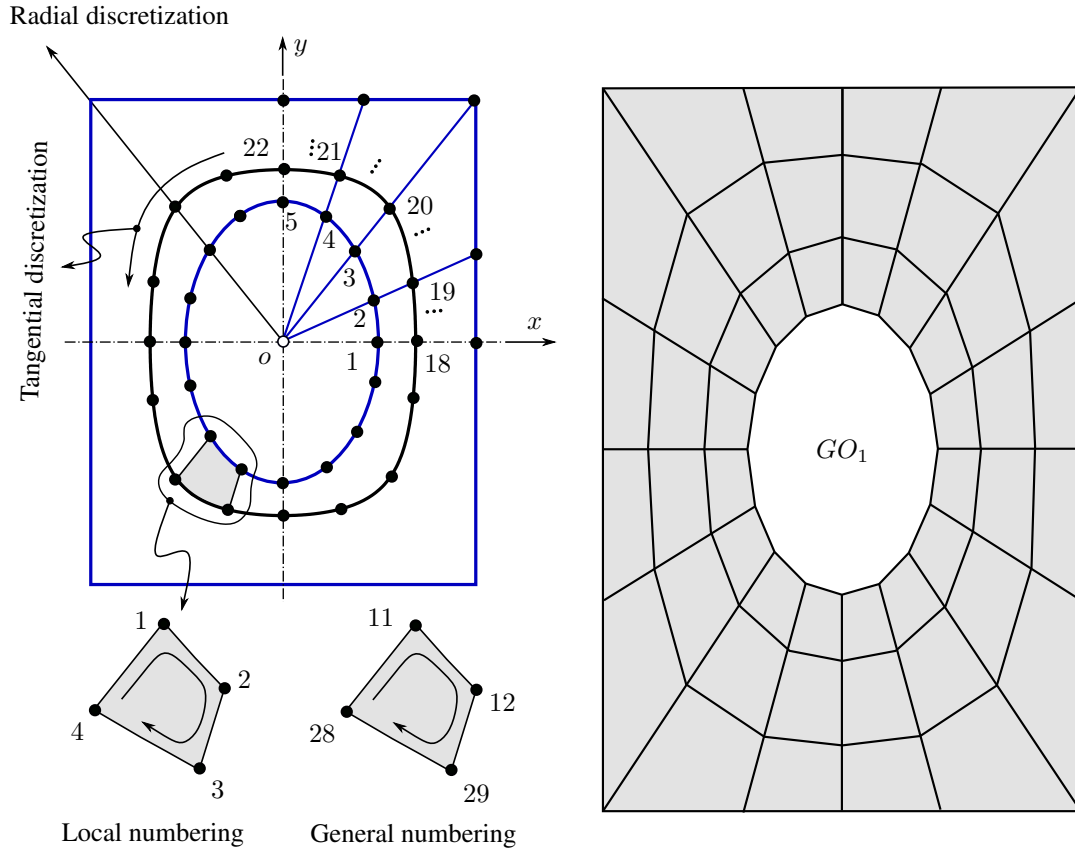 Radial discretization
y
Tangential discretization
22
21
20
19
18
5
4
3
2
1
x
o
GO₁
1
2
3
4
11
12
29
28
Local numbering
General numbering